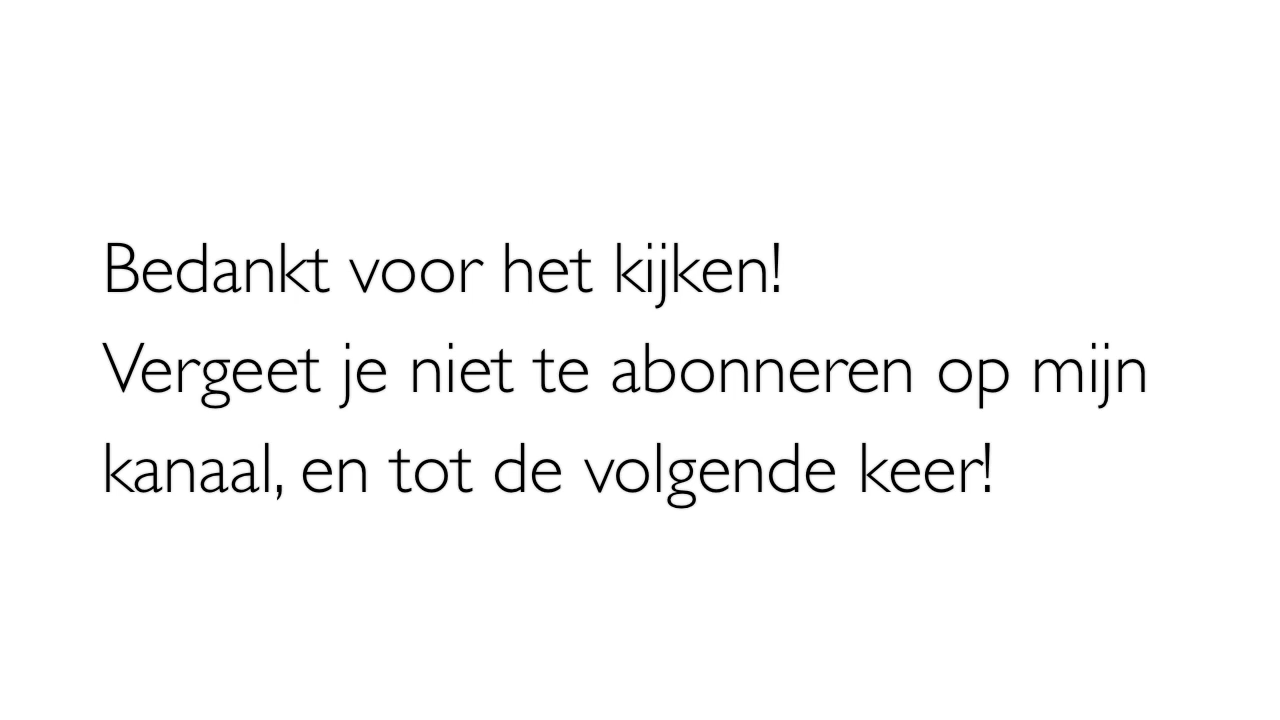 Bedankt voor het kijken!
Vergeet je niet te abonneren op mijn
kanaal, en tot de volgende keer!